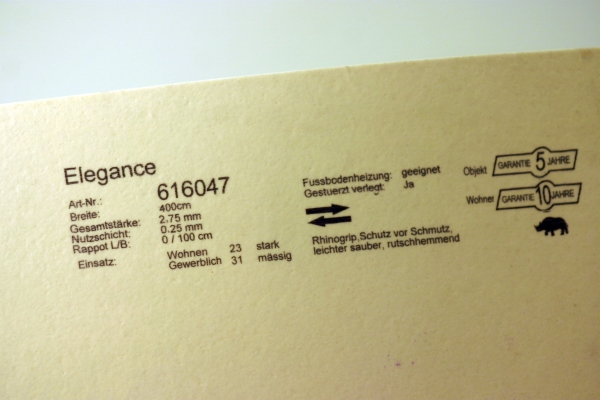 Elegance
Art-Nr.: 616047
Breite: 400cm
Gesamtstärke: 2.75 mm
Nutzschicht: 0.25 mm
Rappot L/B: 0 / 100 cm
Einsatz: Wohnen 23 stark
Gewerblich 31 mässig
Fussbodenheizung: geeignet
Gestuerzt verlegt: Ja
Rhinogrip,Schutz vor Schmutz,
leichter sauber, rutschhemmend
Objekt GARANTIE 5 JAHRE
Wohner GARANTIE 10 JAHRE